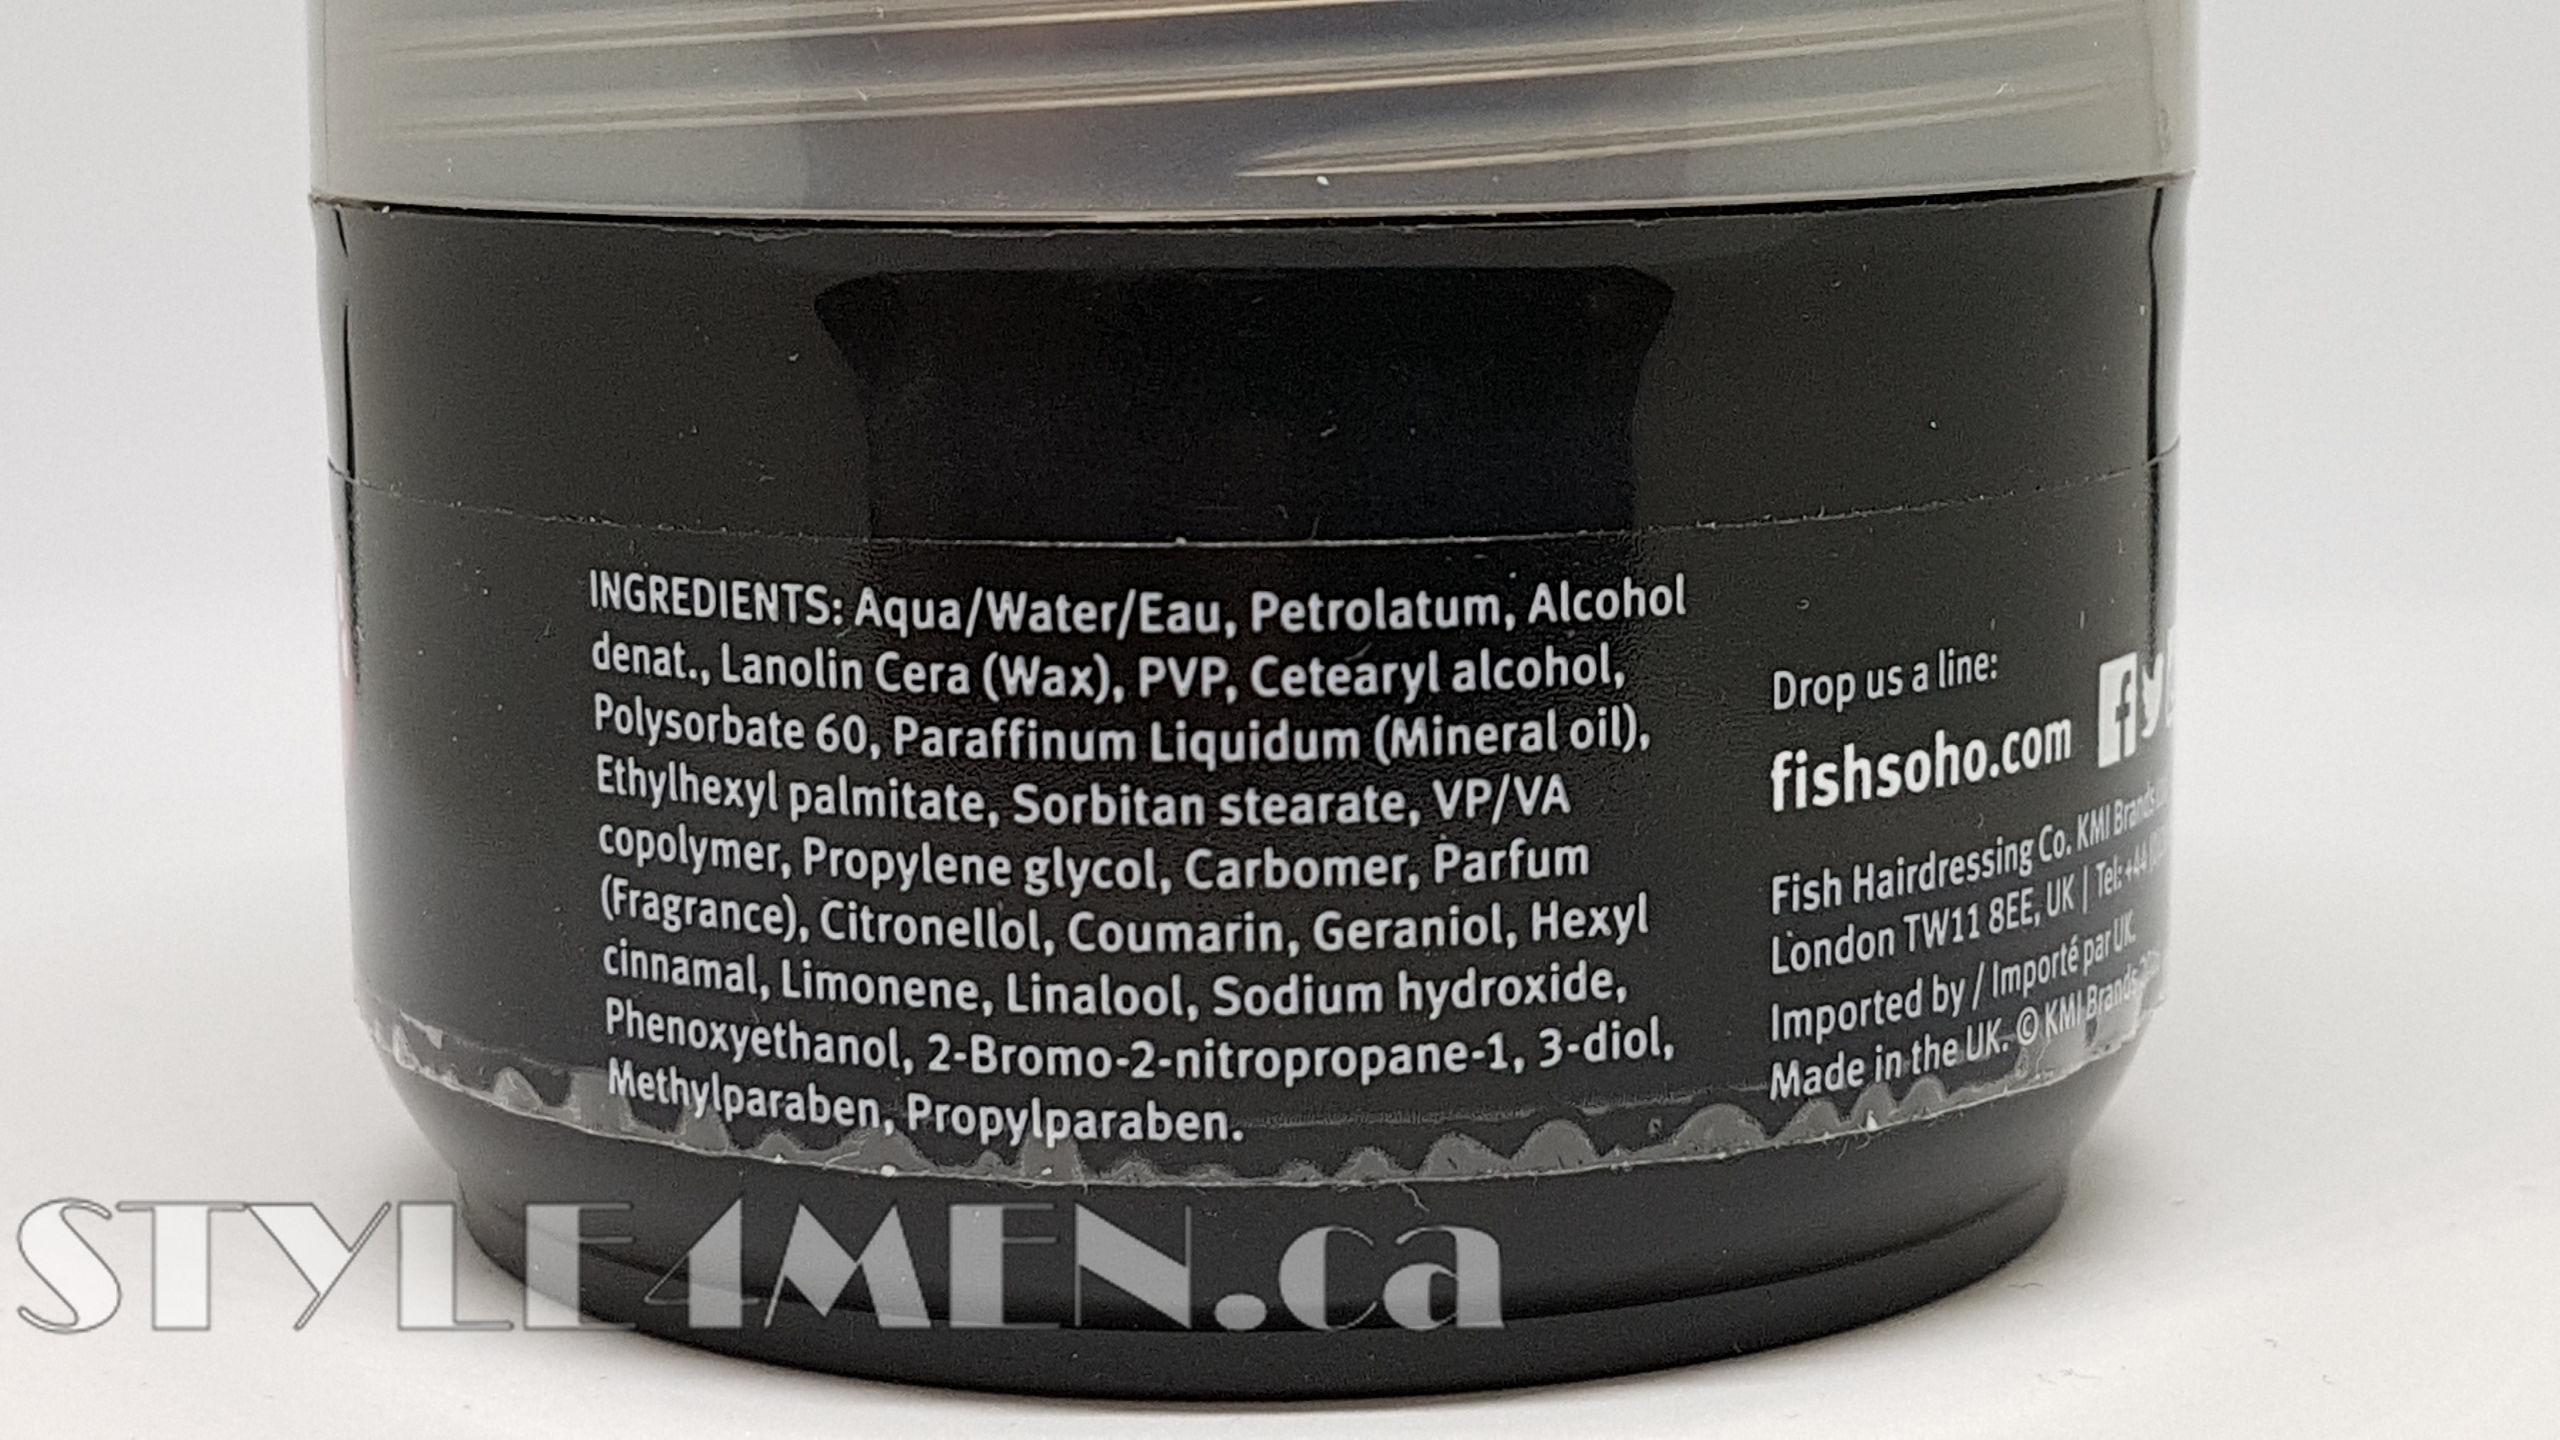 INGREDIENTS: Aqua/Water/Eau, Petrolatum, Alcohol
denat., Lanolin Cera (Wax), PVP, Cetearyl alcohol,
Polysorbate 60, Paraffinum Liquidum (Mineral oil),
Ethylhexyl palmitate, Sorbitan stearate, VP/VA
copolymer, Propylene glycol, Carbomer, Parfum
(Fragrance), Citronellol, Coumarin, Geraniol, Hexyl
cinnamal, Limonene, Linalool, Sodium hydroxide,
Phenoxyethanol, 2-Bromo-2-nitropropane-1, 3-diol,
Methylparaben, Propylparaben.
Drop us a line:
fishsoho.com
Fish Hairdressing Co. KMI Brands
London TW11 8EE, UK | Tel: +44
Imported by / Importé par UK.
Made in the UK. © KMI Brands
STYLE4MEN.ca